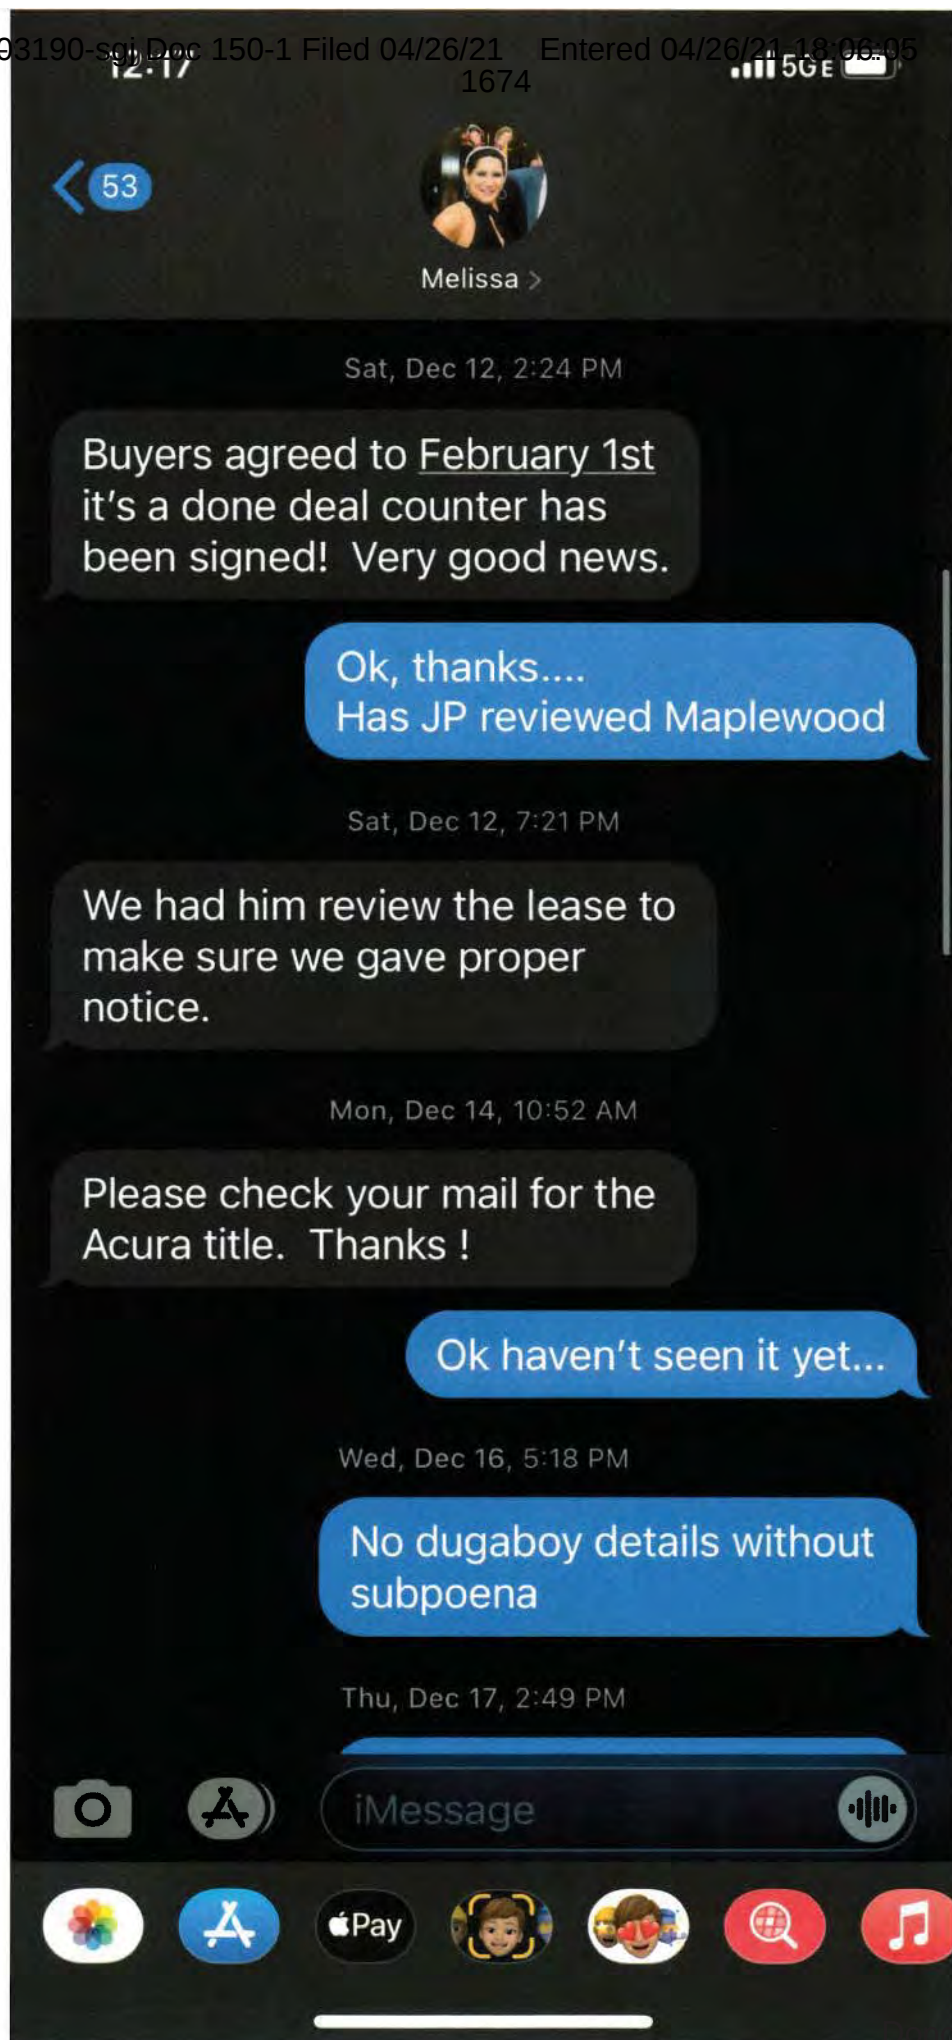 93190-sgj Doc 150-1 Filed 04/26/21 Entered 04/26/21 18:06:05
1674
12:17
5GE
53
Melissa >
Sat, Dec 12, 2:24 PM
Buyers agreed to February 1st
it's a done deal counter has
been signed!  Very good news.
Ok, thanks....
Has JP reviewed Maplewood
Sat, Dec 12, 7:21 PM
We had him review the lease to
make sure we gave proper
notice.
Mon, Dec 14, 10:52 AM
Please check your mail for the
Acura title.  Thanks !
Ok haven't seen it yet...
Wed, Dec 16, 5:18 PM
No dugaboy details without
subpoena
Thu, Dec 17, 2:49 PM
iMessage
Pay